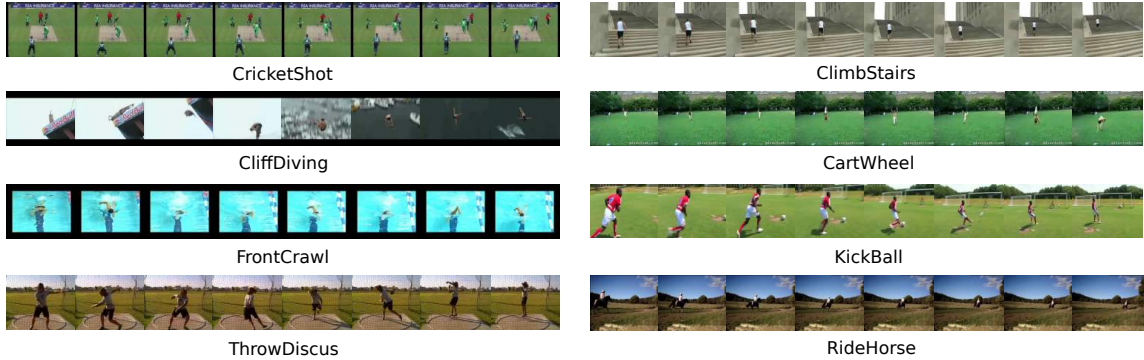 CricketShot
ClimbStairs
CliffDiving
CartWheel
FrontCrawl
KickBall
ThrowDiscus
RideHorse